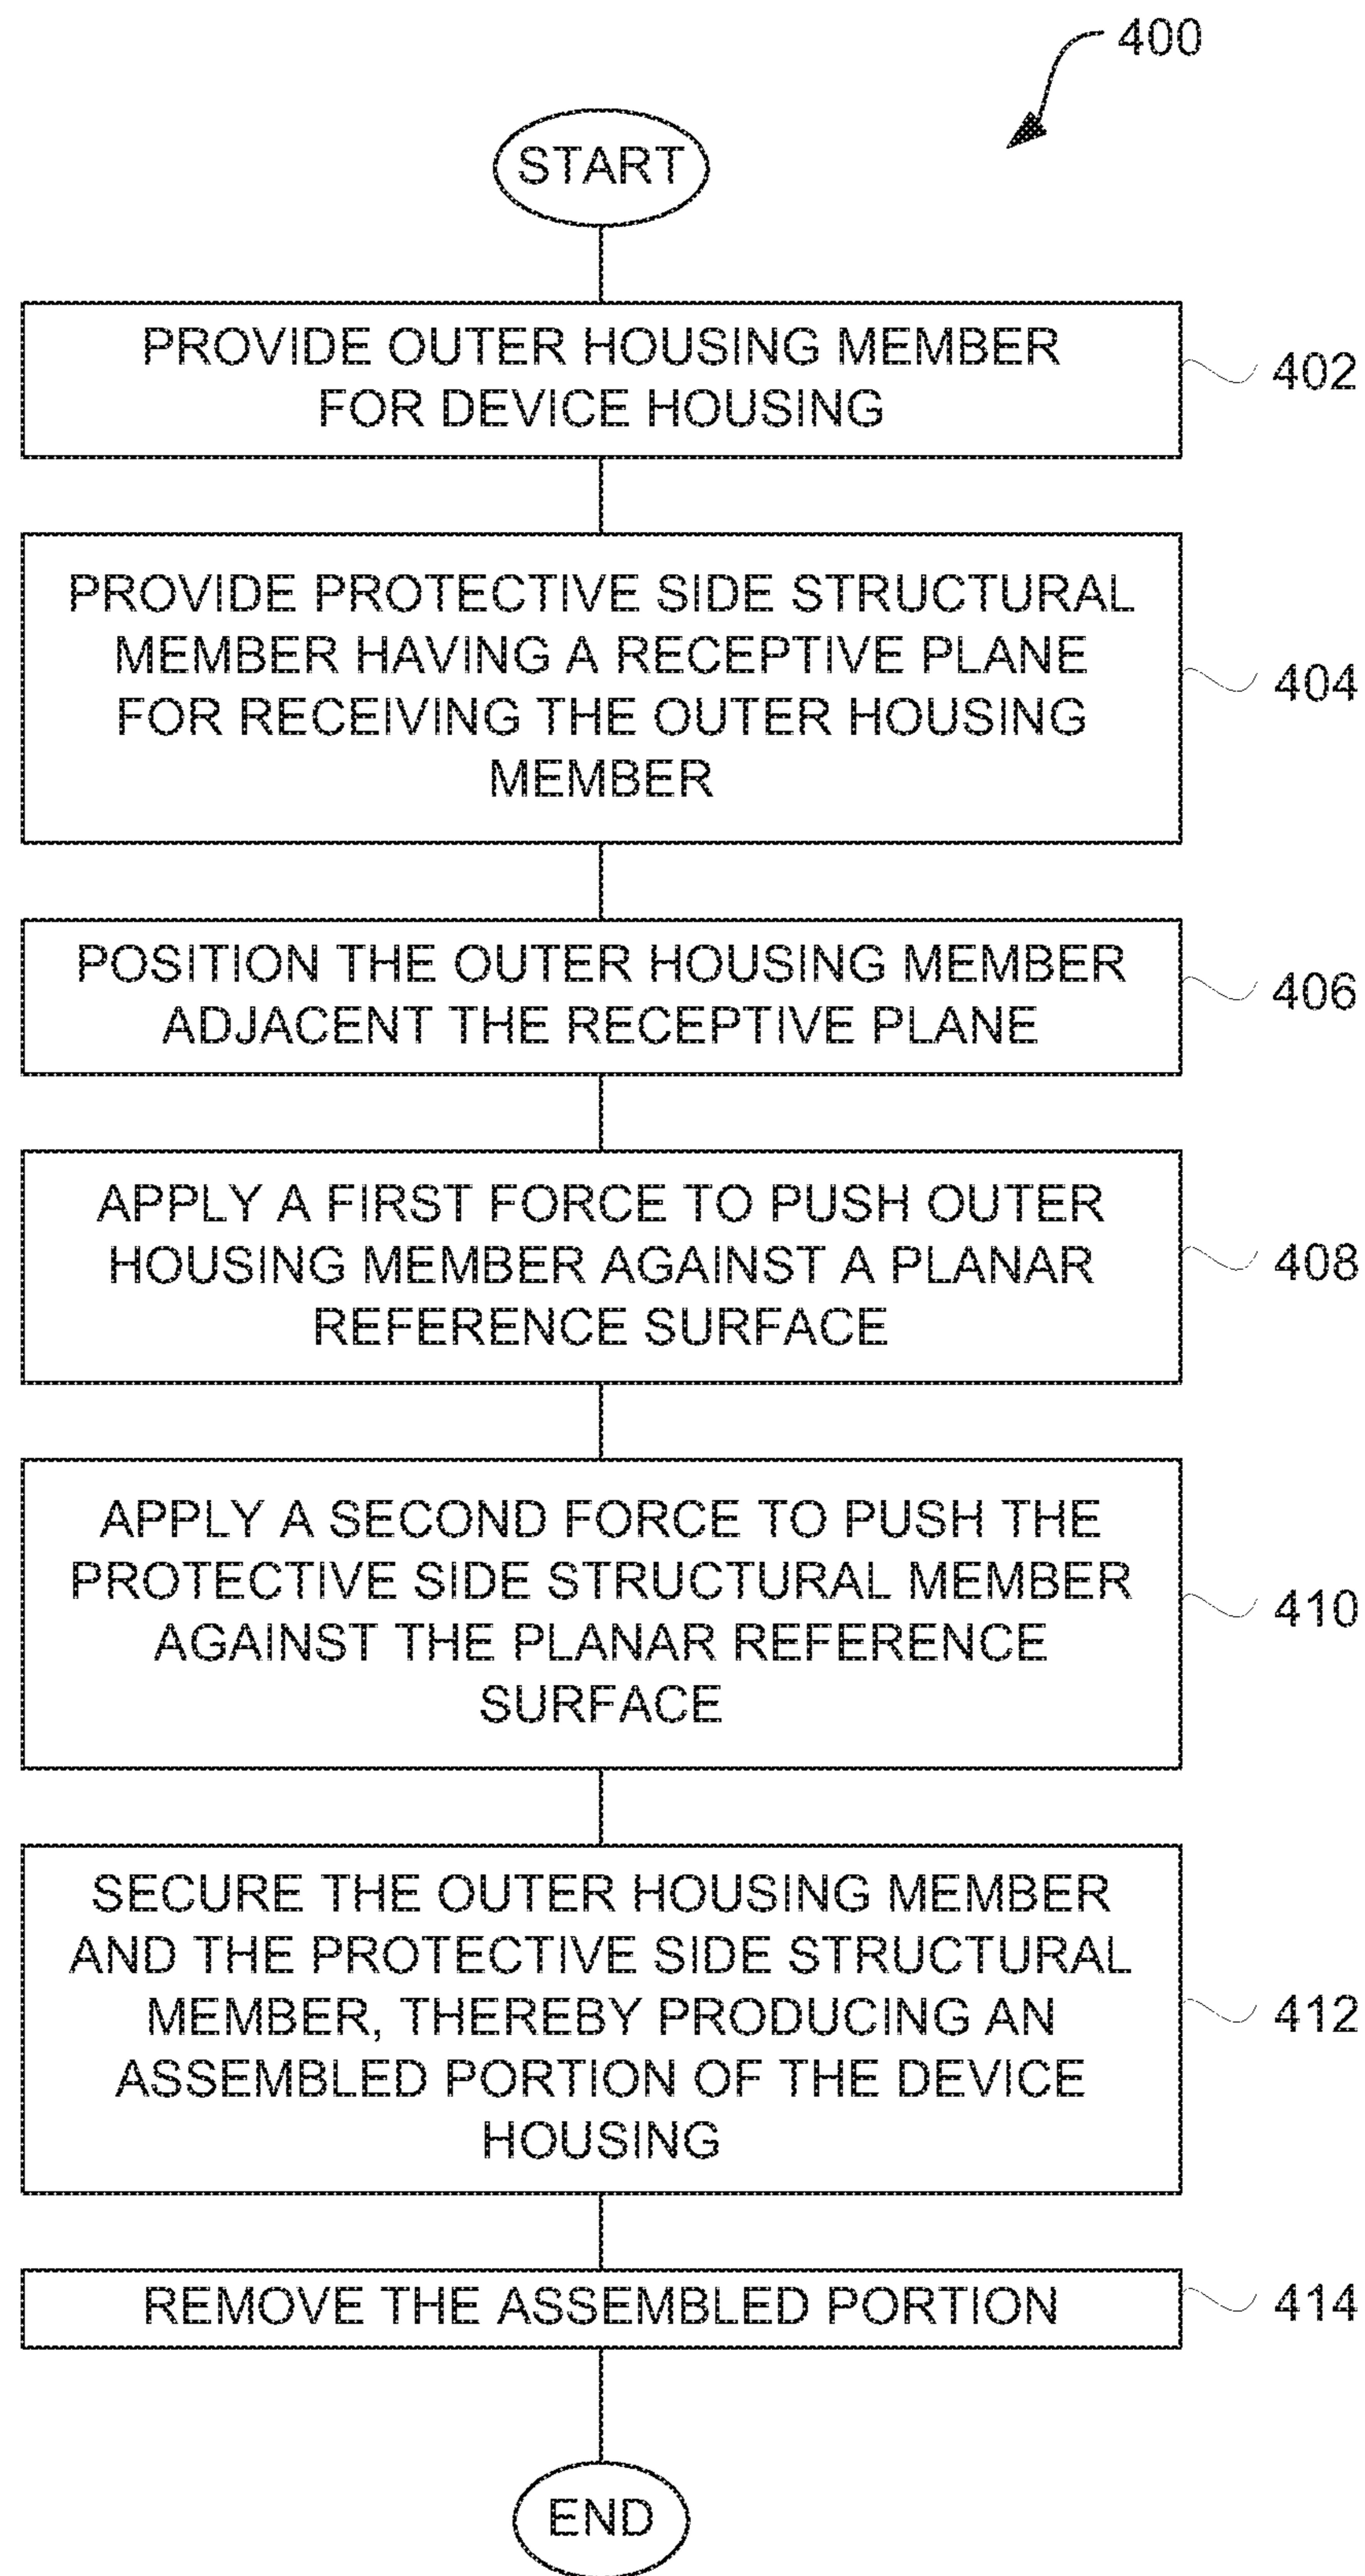 400
START
PROVIDE OUTER HOUSING MEMBER
FOR DEVICE HOUSING
402
PROVIDE PROTECTIVE SIDE STRUCTURAL
MEMBER HAVING A RECEPTIVE PLANE
FOR RECEIVING THE OUTER HOUSING
MEMBER
404
POSITION THE OUTER HOUSING MEMBER
ADJACENT THE RECEPTIVE PLANE
406
APPLY A FIRST FORCE TO PUSH OUTER
HOUSING MEMBER AGAINST A PLANAR
REFERENCE SURFACE
408
APPLY A SECOND FORCE TO PUSH THE
PROTECTIVE SIDE STRUCTURAL MEMBER
AGAINST THE PLANAR REFERENCE
SURFACE
410
SECURE THE OUTER HOUSING MEMBER
AND THE PROTECTIVE SIDE STRUCTURAL
MEMBER, THEREBY PRODUCING AN
ASSEMBLED PORTION OF THE DEVICE
HOUSING
412
REMOVE THE ASSEMBLED PORTION
414
END